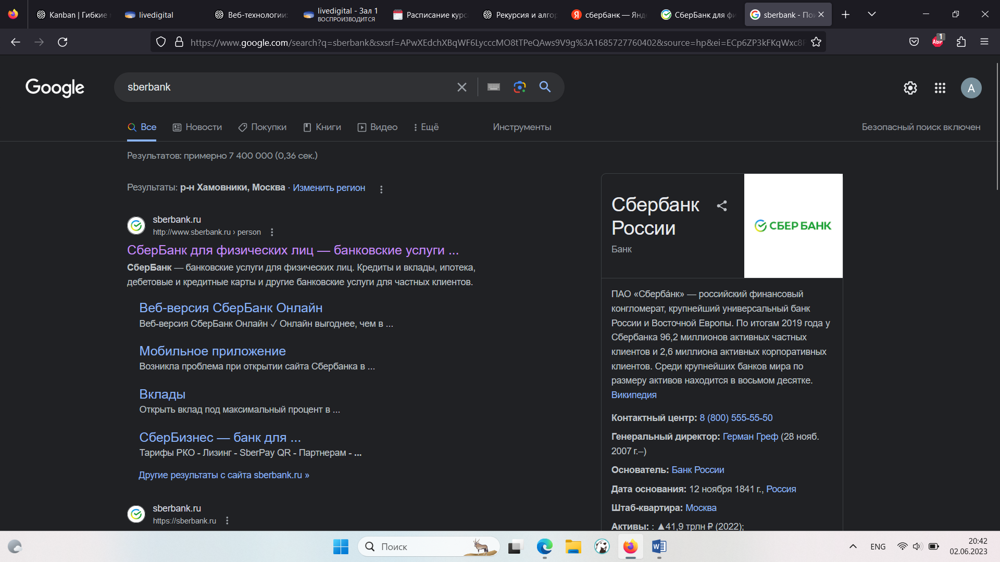 Kanban | Гибкие
livedigital
Веб-технологии:
livedigital - Зал 1
ВОСПРОИЗВОДИТСЯ
Расписание курс
Рекурсия и алгор
сбербанк — Янд
СберБанк для фи
sberbank - Пои
https://www.google.com/search?q=sberbank&sxsrf=APwXEdchXBqWF6LycccMO8tTPeQAws9V9g%3A1685727760402&source=hp&ei=ECp6ZP3kFKqWxc8P
ABP
1
Google
sberbank
A
Все
Новости
Покупки
Книги
Видео
Ещё
Инструменты
Безопасный поиск включен
Результатов: примерно 7 400 000 (0,36 сек.)
Результаты: р-н Хамовники, Москва · Изменить регион
sberbank.ru
http://www.sberbank.ru › person
СберБанк для физических лиц — банковские услуги ...
СберБанк — банковские услуги для физических лиц. Кредиты и вклады, ипотека,
дебетовые и кредитные карты и другие банковские услуги для частных клиентов.
Веб-версия СберБанк Онлайн
Веб-версия СберБанк Онлайн ✓ Онлайн выгоднее, чем в ...
Мобильное приложение
Возникла проблема при открытии сайта Сбербанка в ...
Вклады
Открыть вклад под максимальный процент в ...
СберБизнес — банк для ...
Тарифы РКО - Лизинг - SberPay QR - Партнерам - ...
Другие результаты с сайта sberbank.ru »
sberbank.ru
https://sberbank.ru
Сбербанк
России
Банк
СБЕР БАНК
ПАО «Сберба́нк» — российский финансовый
конгломерат, крупнейший универсальный банк
России и Восточной Европы. По итогам 2019 года у
Сбербанка 96,2 миллионов активных частных
клиентов и 2,6 миллиона активных корпоративных
клиентов. Среди крупнейших банков мира по
размеру активов находится в восьмом десятке.
Википедия
Контактный центр: 8 (800) 555-55-50
Генеральный директор: Герман Греф (28 нояб.
2007 г.–)
Основатель: Банк России
Дата основания: 12 ноября 1841 г., Россия
Штаб-квартира: Москва
Активы: : ▲41,9 трлн ₽ (2022);
Поиск
ENG
20:42
02.06.2023